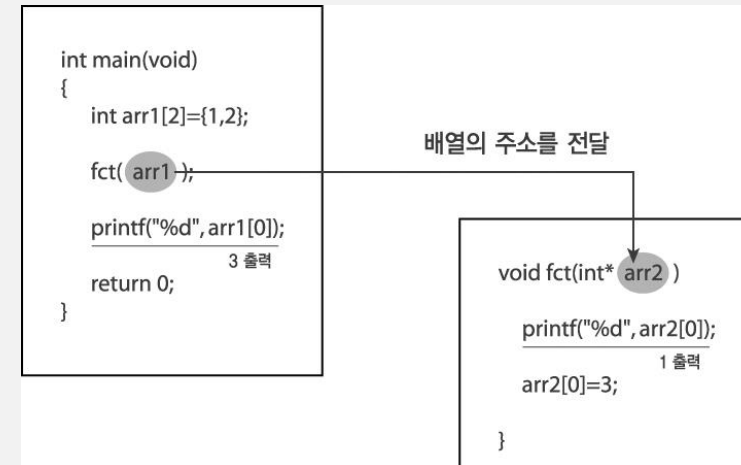 int main(void)
{
int arr1[2]={1,2};
fct( arr1 );
printf("%d",arr1[0]);
3 출력
return 0;
}
배열의 주소를 전달
void fct(int* arr2 )
printf("%d",arr2[0]);
1 출력
arr2[0]=3;
}